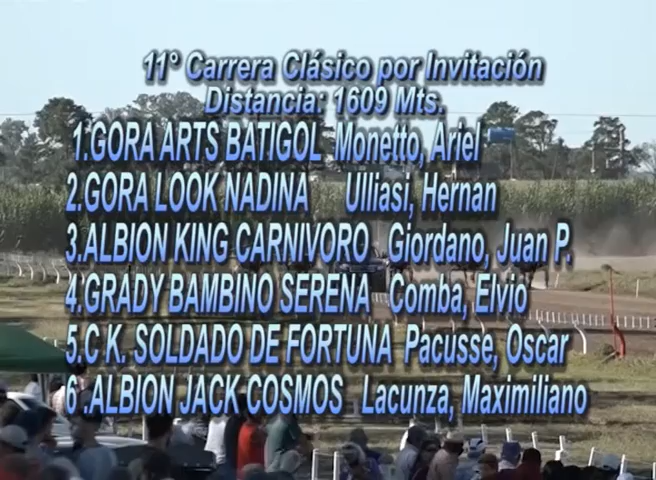 11° Carrera Clásico por Invitación
Distancia: 1609 Mts.
1.GORA ARTS BATIGOL Monetto, Ariel
2.GORA LOOK NADINA Ulliasi, Hernan
3.ALBION KING CARNIVORO Giordano, Juan P.
4.GRADY BAMBINO SERENA Comba, Elvio
5.C K. SOLDADO DE FORTUNA Pacusse, Oscar
6 .ALBION JACK COSMOS Lacunza, Maximiliano